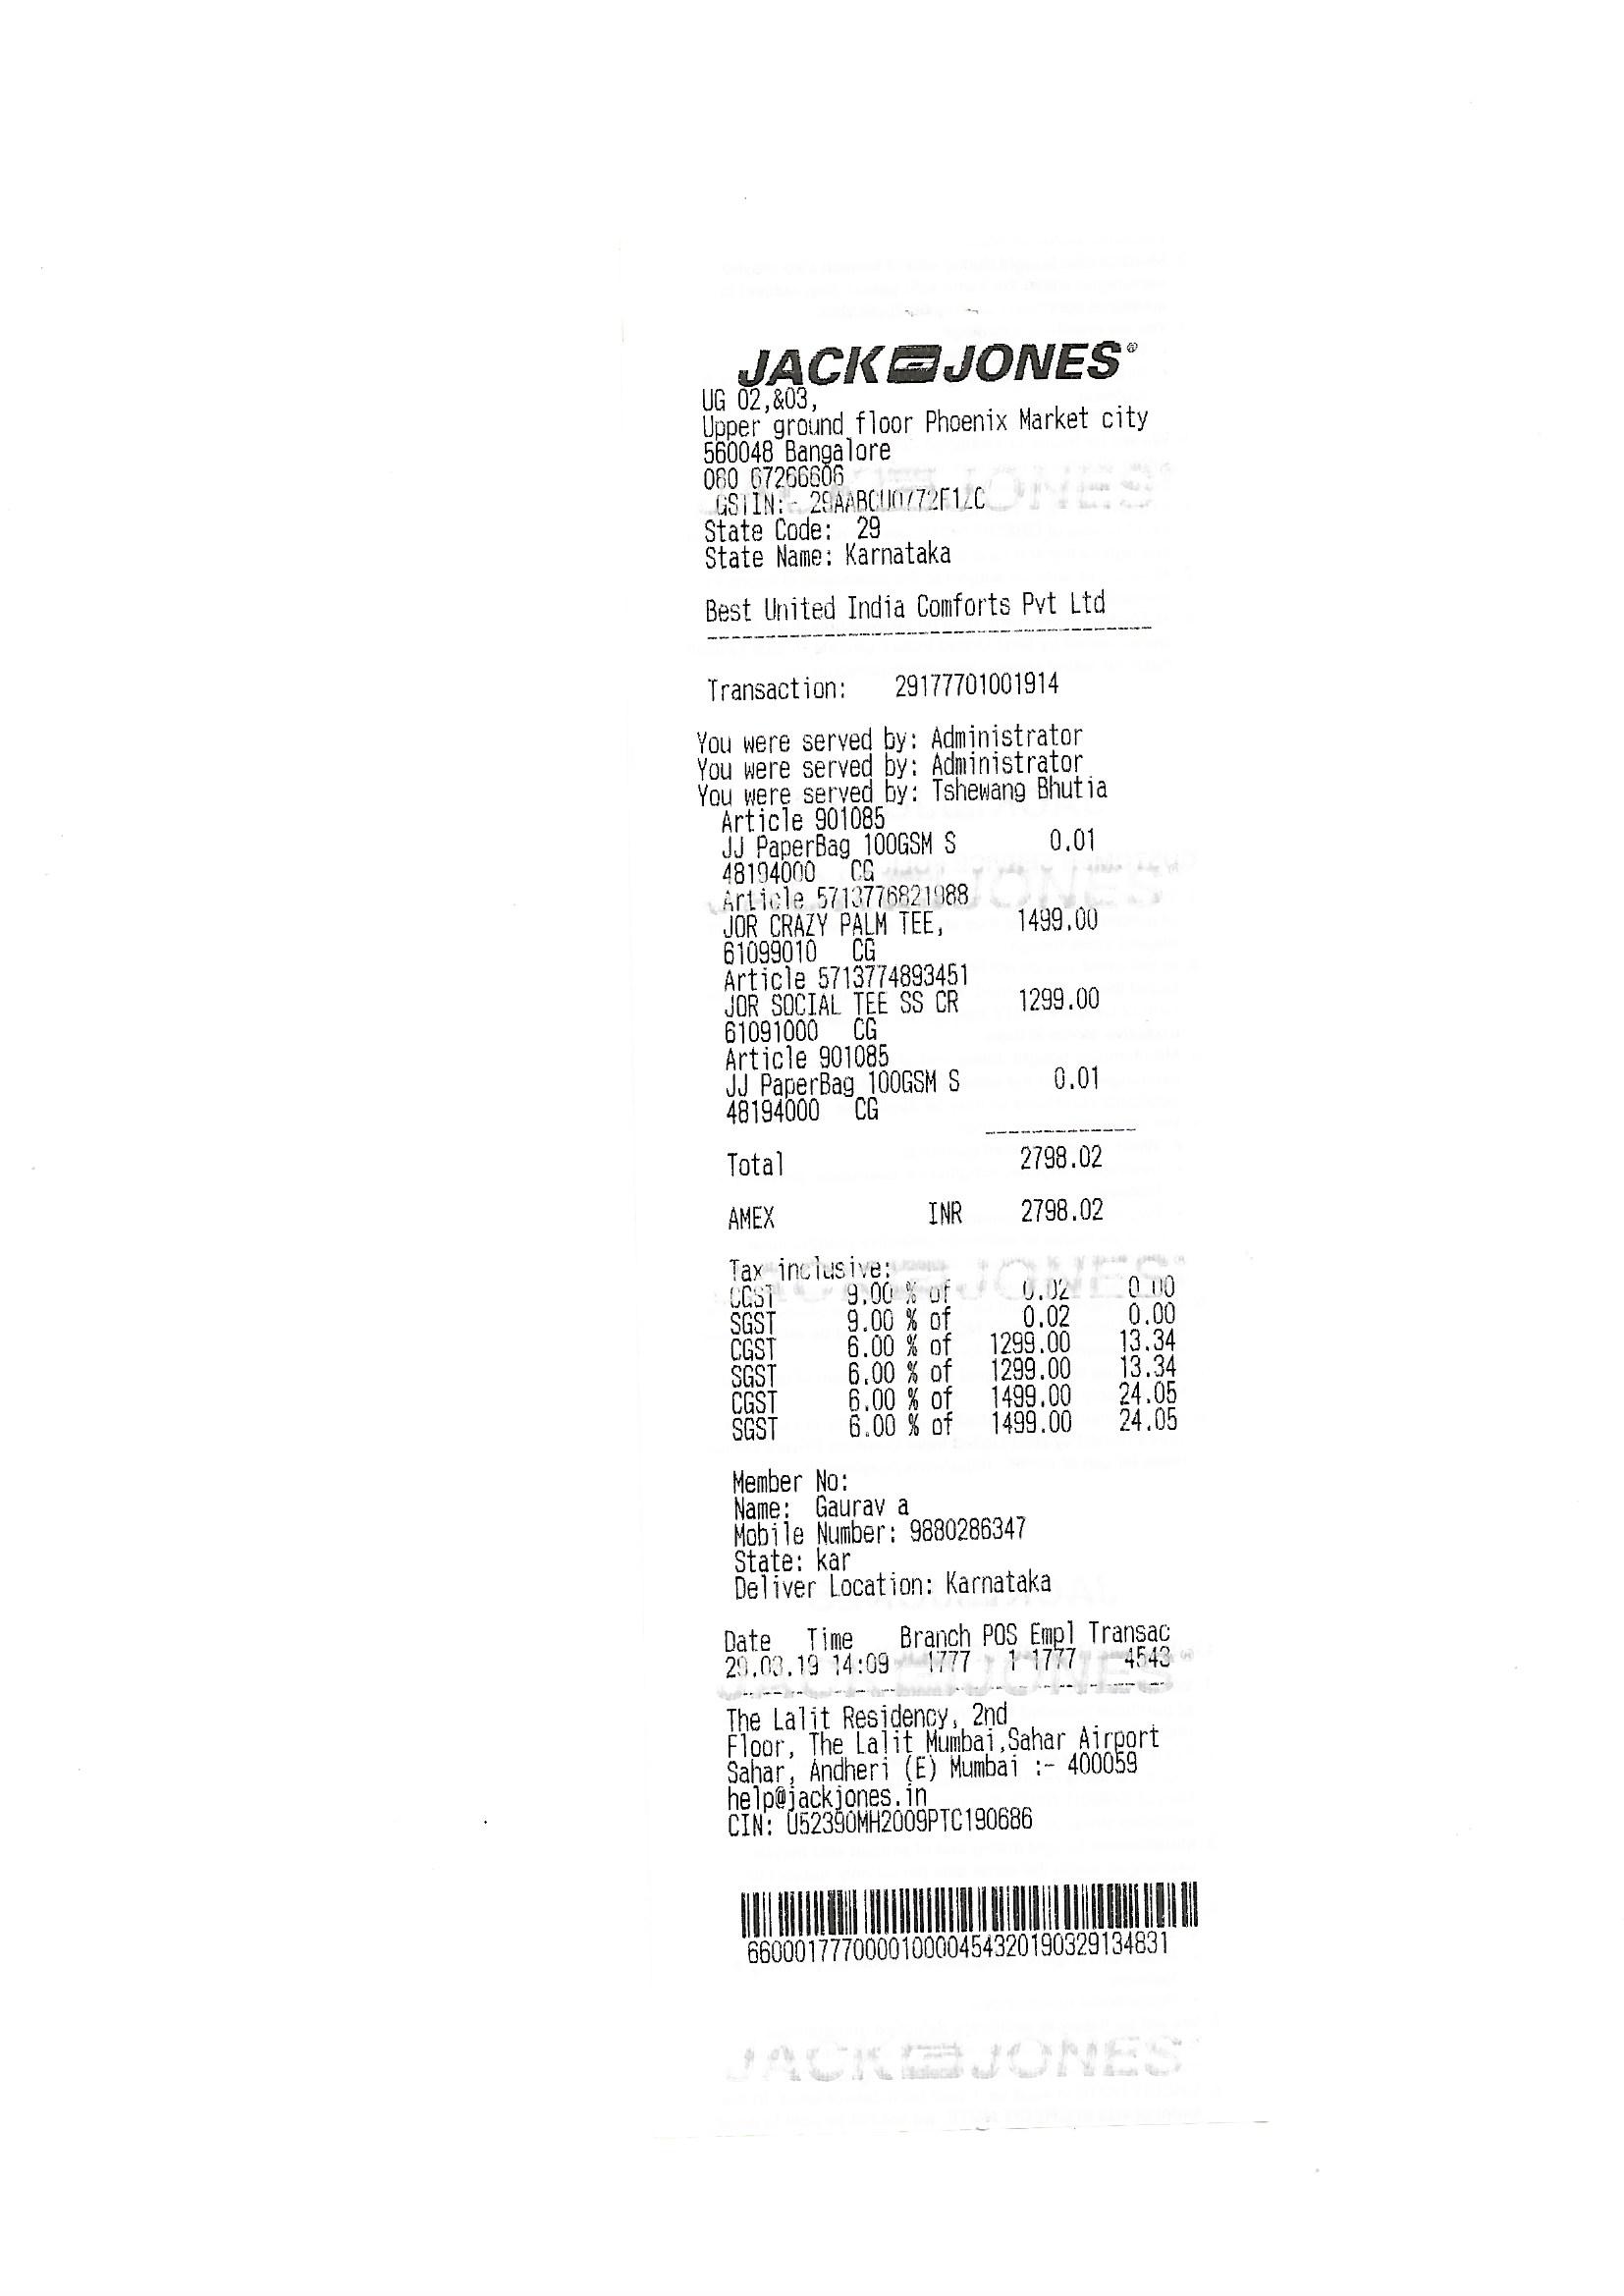 JACK JONES®
UG 02,&03,
Upper ground floor Phoenix Market city
560048 Bangalore
080 67266606
GSTIN:-
State Code: 29
State Name: Karnataka
Best United India Comforts Pvt Ltd
Transaction: 29177701001914
You were served by: Administrator
You were served by: Administrator
You were served by: Tshewang Bhutia
Article 901085
JJ PaperBag 100GSM S 0.01
48194000 CG
Article 5713776821988
JOR CRAZY PALM TEE, 1499.00
61099010 CG
Article 5713774893451
JOR SOCIAL TEE SS CR 1299.00
61091000 CG
Article 901085
JJ PaperBag 100GSM S 0.01
48194000 CG
Total 2798.02
AMEX INR 2798.02
Tax inclusive:
CGST 9.00 % of 0.02 0.00
SGST 9.00 % of 0.02 0.00
CGST 6.00 % of 1299.00 13.34
SGST 6.00 % of 1299.00 13.34
CGST 6.00 % of 1499.00 24.05
SGST 6.00 % of 1499.00 24.05
Member No:
Name: Gaurav a
Mobile Number: 9880286347
State: kar
Deliver Location: Karnataka
Date Time Branch POS Empl Transac
29.03.19 14:09 1777 1 1777 4543
The Lalit Residency, 2nd
Floor, The Lalit Mumbai,Sahar Airport
Sahar, Andheri (E) Mumbai :- 400059
help@jackjones.in
CIN: U52390MH2009PTC190686
660001777000010000454320190329134831
JACK JONES